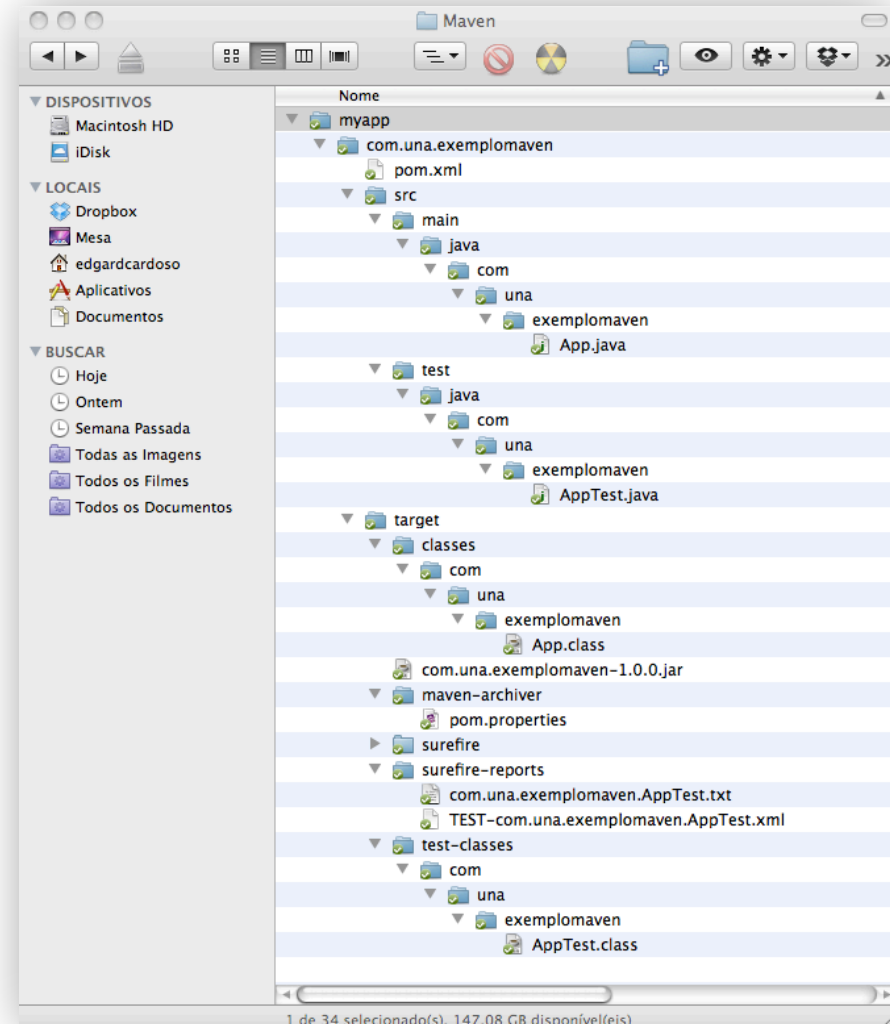 Maven
DISPOSITIVOS
Macintosh HD
iDisk
LOCAIS
Dropbox
Mesa
edgardcardoso
Aplicativos
Documentos
BUSCAR
Hoje
Ontem
Semana Passada
Todas as Imagens
Todos os Filmes
Todos os Documentos
Nome
myapp
com.una.exemplomaven
pom.xml
src
main
java
com
una
exemplomaven
App.java
test
java
com
una
exemplomaven
AppTest.java
target
classes
com
una
exemplomaven
App.class
com.una.exemplomaven-1.0.0.jar
maven-archiver
pom.properties
surefire
surefire-reports
com.una.exemplomaven.AppTest.txt
TEST-com.una.exemplomaven.AppTest.xml
test-classes
com
una
exemplomaven
AppTest.class
1 de 34 selecionado(s), 147,08 GB disponível(eis)